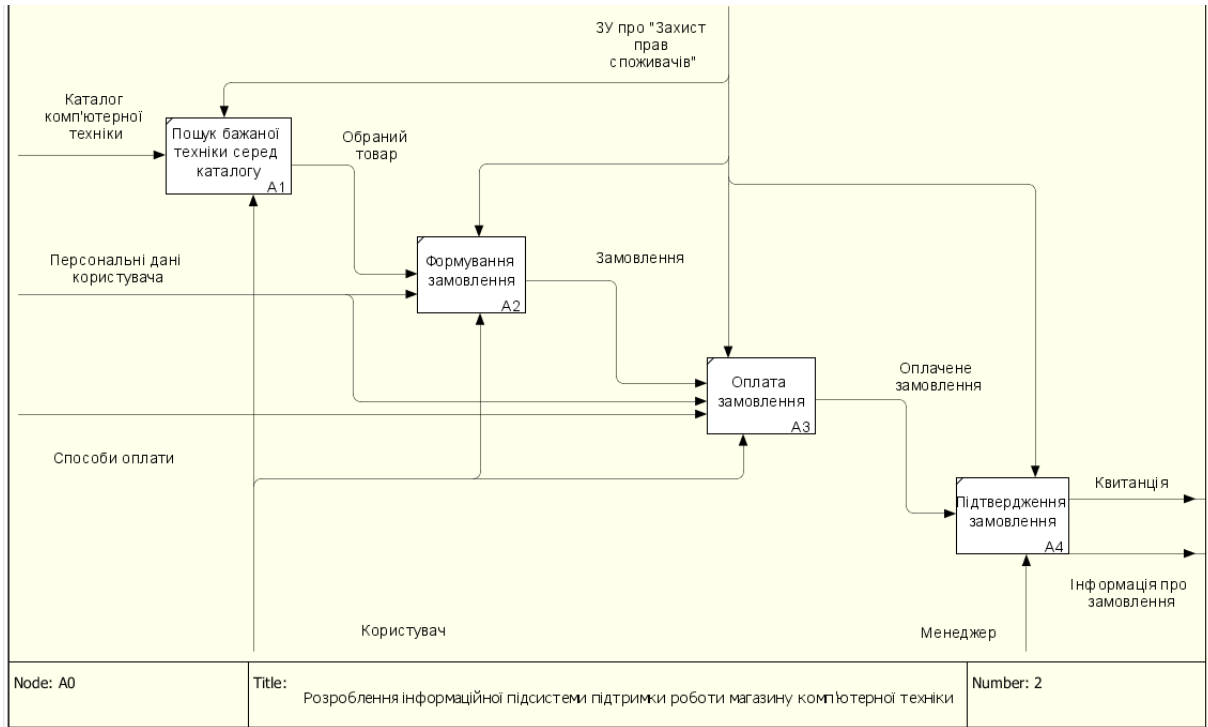 ЗУ про "Захист
прав
споживачів"
Каталог
комп'ютерної
техніки
Пошук бажаної
техніки серед
каталогу
A1
Обраний
товар
Персональні дані
користувача
Формування
замовлення
A2
Замовлення
Оплата
замовлення
A3
Оплачене
замовлення
Способи оплати
Підтвердження
замовлення
A4
Квитанція
Інформація про
замовлення
Користувач
Менеджер
Node: A0
Title:
Розроблення інформаційної підсистеми підтримки роботи магазину комп'ютерної техніки
Number: 2